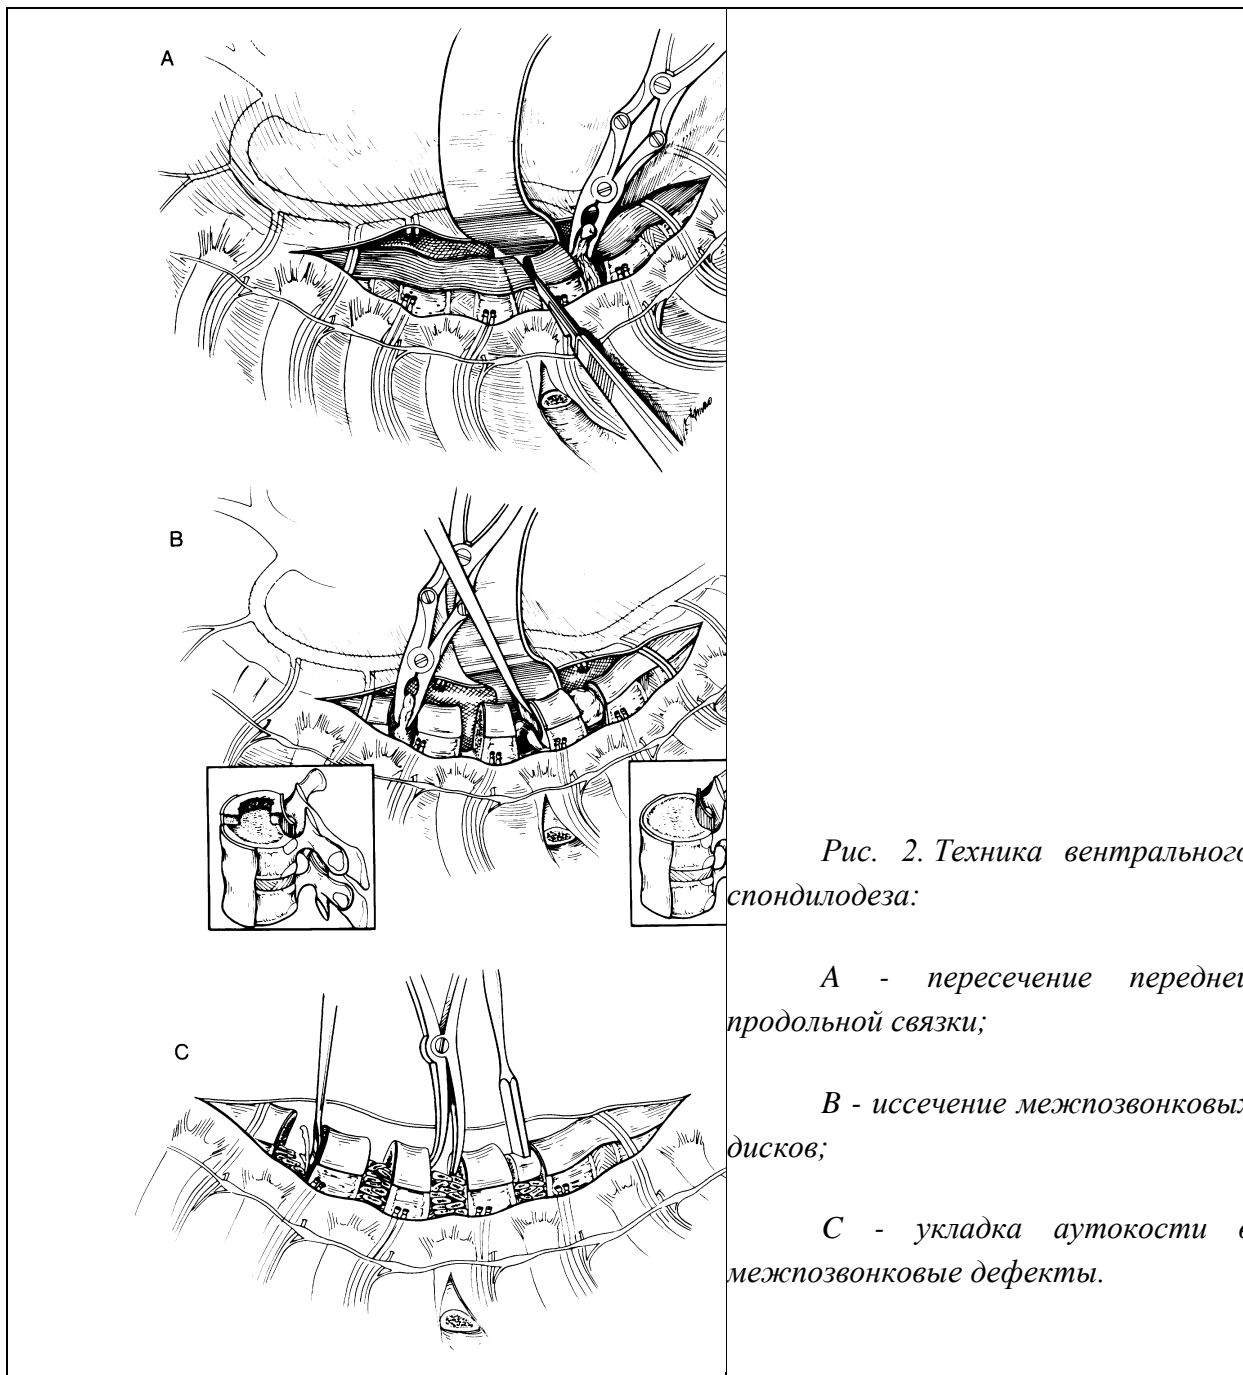 A
B
C
Рис. 2. Техника вентрального
спондилодеза:
А - пересечение передней
продольной связки;
В - иссечение межпозвонковых
дисков;
С - укладка аутокости в
межпозвонковые дефекты.